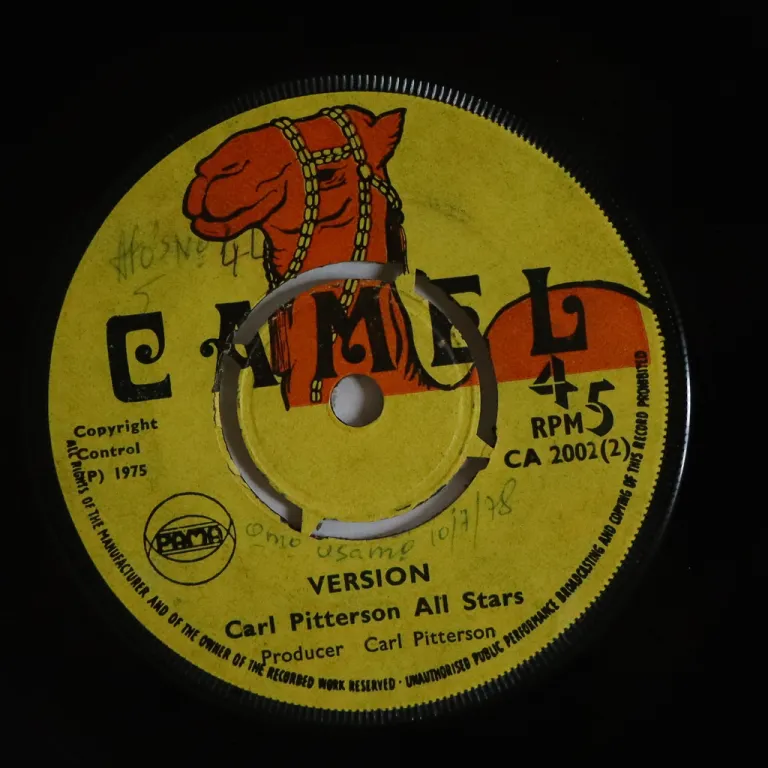 CAMEL
45
RPM
CA 2002(2)
Copyright
Control
(P) 1975
PAMA
10/7/78
VERSION
Carl Pitterson All Stars
Producer Carl Pitterson
ALL RIGHTS OF THE MANUFACTURER AND OF THE OWNER OF THE RECORDED WORK RESERVED · UNAUTHORISED PUBLIC PERFORMANCE BROADCASTING AND COPYING OF THIS RECORD PROHIBITED